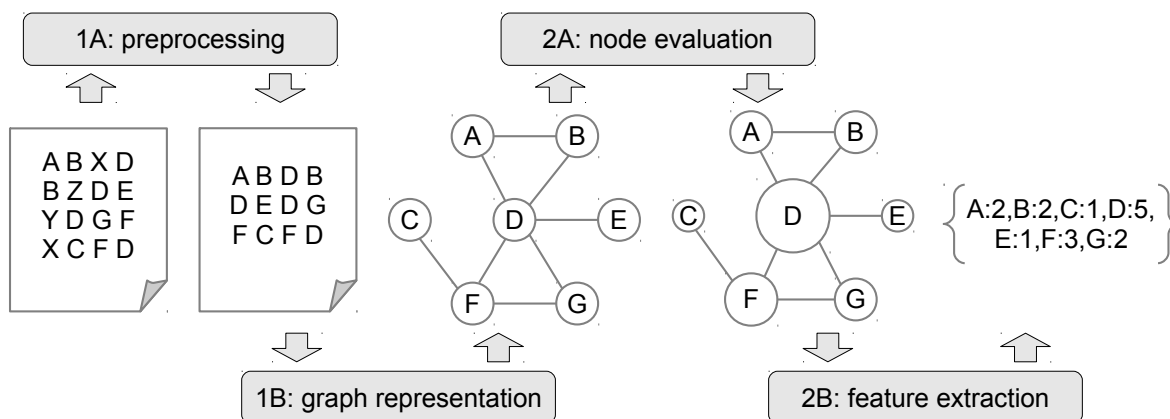 1A: preprocessing
2A: node evaluation
A B X D
B Z D E
Y D G F
X C F D
A B D B
D E D G
F C F D
A B
C D E
F G
A B
C D E
F G
A:2,B:2,C:1,D:5,
E:1,F:3,G:2
1B: graph representation
2B: feature extraction